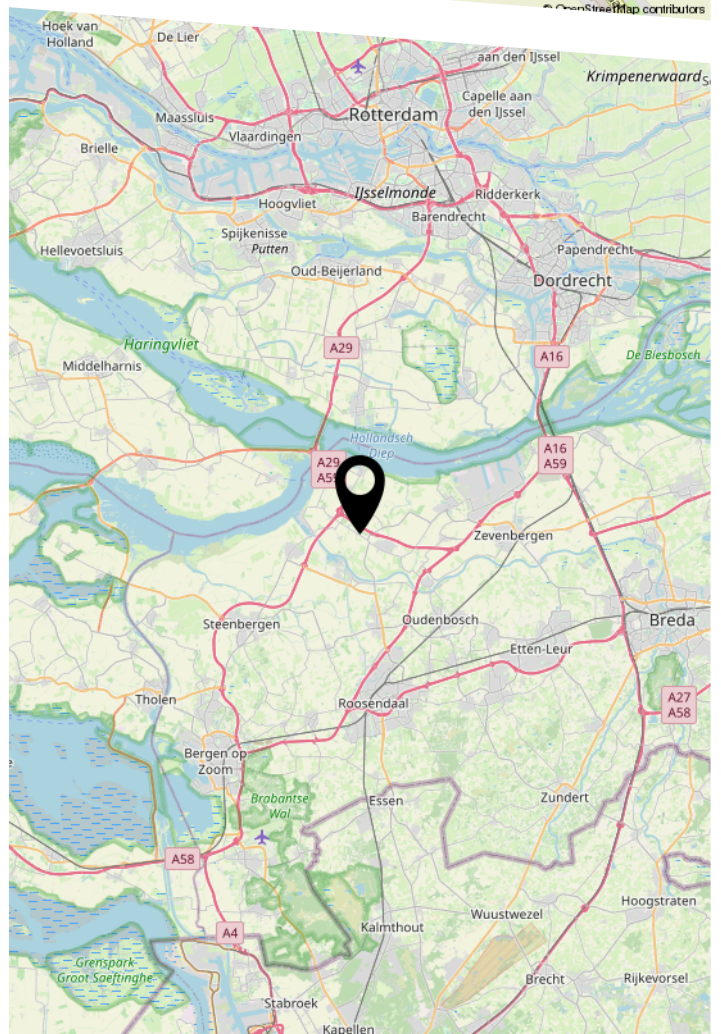 © OpenStreetMap contributors
Hoek van
Holland
De Lier
aan den IJssel
Krimpenerwaard
Capelle aan
den IJssel
Maassluis
Rotterdam
Vlaardingen
Brielle
IJsselmonde
Ridderkerk
Hoogvliet
Barendrecht
Spijkenisse
Putten
Hellevoetsluis
Papendrecht
Oud-Beijerland
Dordrecht
Haringvliet
A29
A16
De Biesbosch
Middelharnis
Hollandsch
Diep
A16
A59
A29
A59
Zevenbergen
Steenbergen
Oudenbosch
Breda
Etten-Leur
Tholen
Roosendaal
A27
A58
Bergen op
Zoom
Brabantse
Wal
Essen
Zundert
A58
Hoogstraten
Wuustwezel
Kalmthout
A4
Grenspark-
Groot Saeftinghe
Brecht
Rijkevorsel
Stabroek
Kapellen